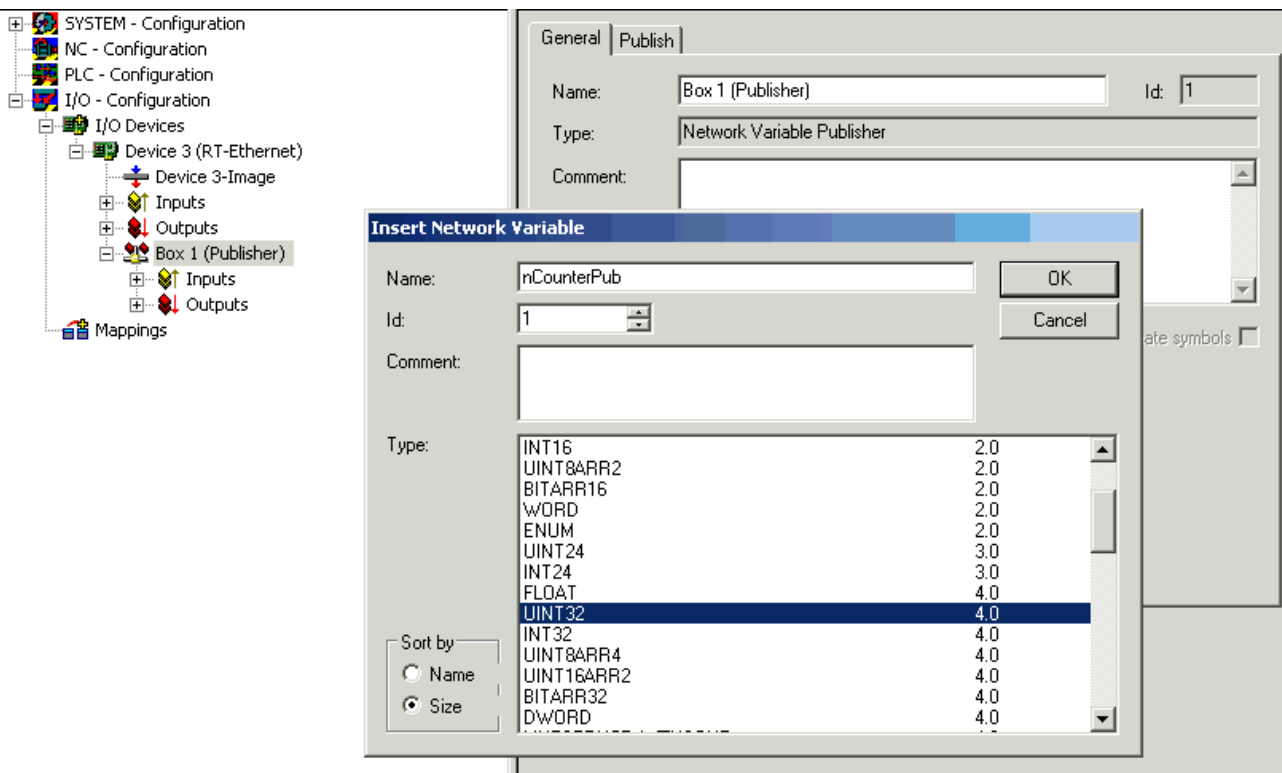 SYSTEM - Configuration
NC - Configuration
PLC - Configuration
I/O - Configuration
I/O Devices
Device 3 (RT-Ethernet)
Device 3-Image
Inputs
Outputs
Box 1 (Publisher)
Inputs
Outputs
Mappings
General Publish
Name: Box 1 (Publisher) Id: 1
Type: Network Variable Publisher
Comment:
ate symbols
Insert Network Variable
Name: nCounterPub OK
Id: 1 Cancel
Comment:
Type:
INT16 2.0
UINT8ARR2 2.0
BITARR16 2.0
WORD 2.0
ENUM 2.0
UINT24 3.0
INT24 3.0
FLOAT 4.0
UINT32 4.0
INT32 4.0
UINT8ARR4 4.0
UINT16ARR2 4.0
BITARR32 4.0
DWORD 4.0
Sort by
Name
Size